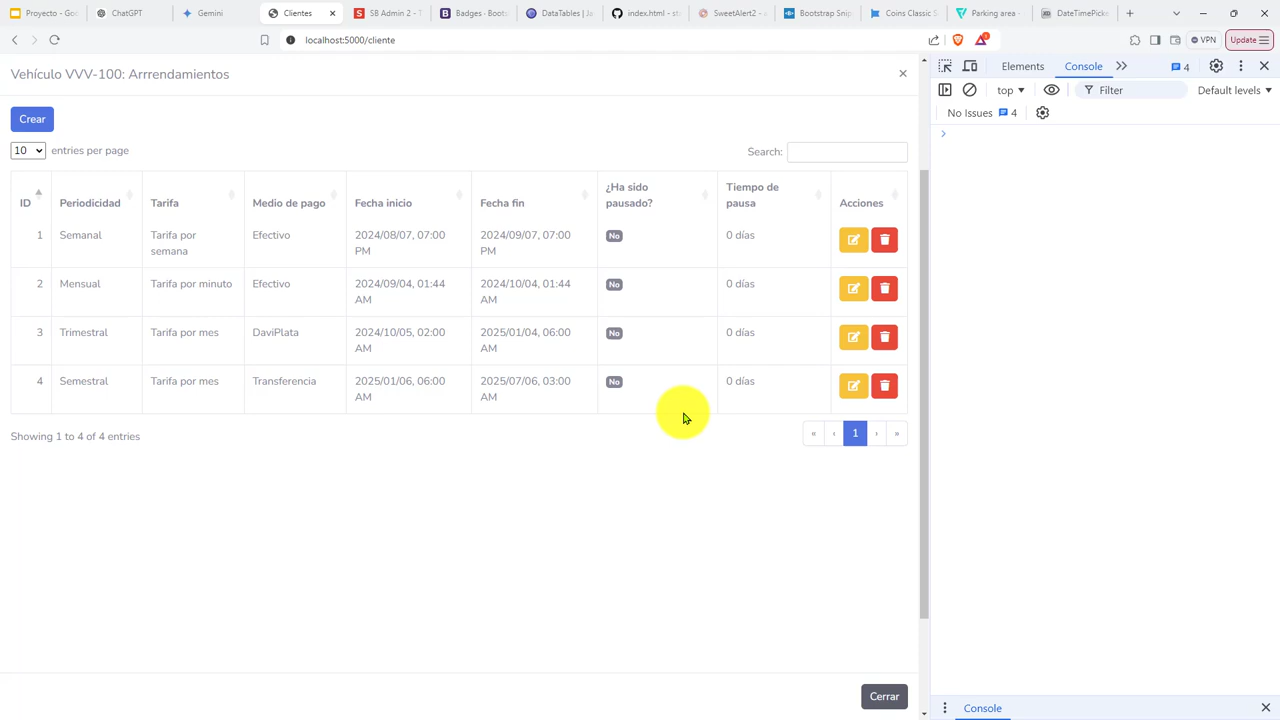 Proyecto - Goo
ChatGPT
Gemini
Clientes
SB Admin 2 - T
Badges - Boots
DataTables | Ja
index.html - sta
SweetAlert2 - a
Bootstrap Snip
Coins Classic S
Parking area -
DateTimePicke
localhost:5000/cliente
VPN
Update
Vehículo VVV-100: Arrrendamientos
Crear
10 entries per page
Search:
ID Periodicidad Tarifa Medio de pago Fecha inicio Fecha fin ¿Ha sido pausado? Tiempo de pausa Acciones
1 Semanal Tarifa por semana Efectivo 2024/08/07, 07:00 PM 2024/09/07, 07:00 PM No 0 días
2 Mensual Tarifa por minuto Efectivo 2024/09/04, 01:44 AM 2024/10/04, 01:44 AM No 0 días
3 Trimestral Tarifa por mes DaviPlata 2024/10/05, 02:00 AM 2025/01/04, 06:00 AM No 0 días
4 Semestral Tarifa por mes Transferencia 2025/01/06, 06:00 AM 2025/07/06, 03:00 AM No 0 días
Showing 1 to 4 of 4 entries
« ‹ 1 › »
Cerrar
Elements Console 4
top Filter Default levels
No Issues 4
Console